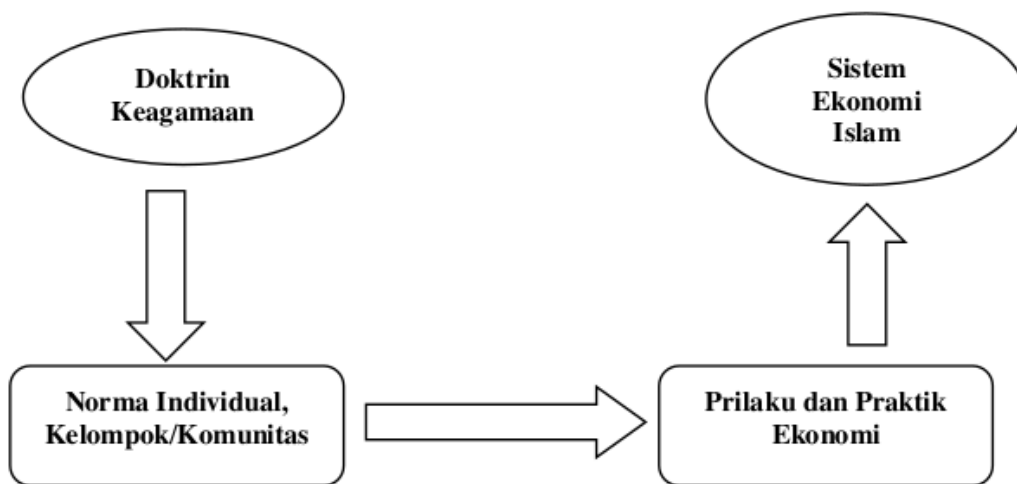 Doktrin
Keagamaan
Sistem
Ekonomi
Islam
Norma Individual,
Kelompok/Komunitas
Prilaku dan Praktik
Ekonomi